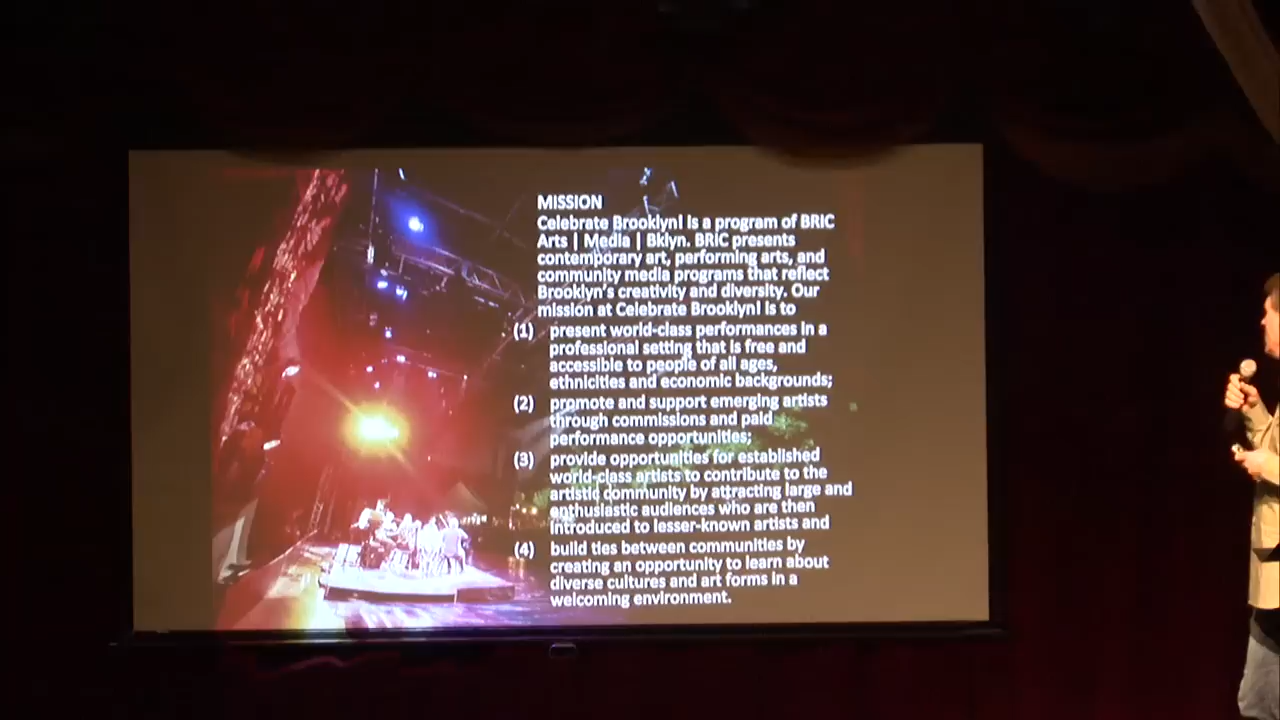 MISSION
Celebrate Brooklyn! is a program of BRIC
Arts | Media | Bklyn. BRIC presents
contemporary art, performing arts, and
community media programs that reflect
Brooklyn's creativity and diversity. Our
mission at Celebrate Brooklyn! is to
(1) present world-class performances in a
professional setting that is free and
accessible to people of all ages,
ethnicities and economic backgrounds;
(2) promote and support emerging artists
through commissions and paid
performance opportunities;
(3) provide opportunities for established
world-class artists to contribute to the
artistic community by attracting large and
enthusiastic audiences who are then
introduced to lesser-known artists and
(4) build ties between communities by
creating an opportunity to learn about
diverse cultures and art forms in a
welcoming environment.